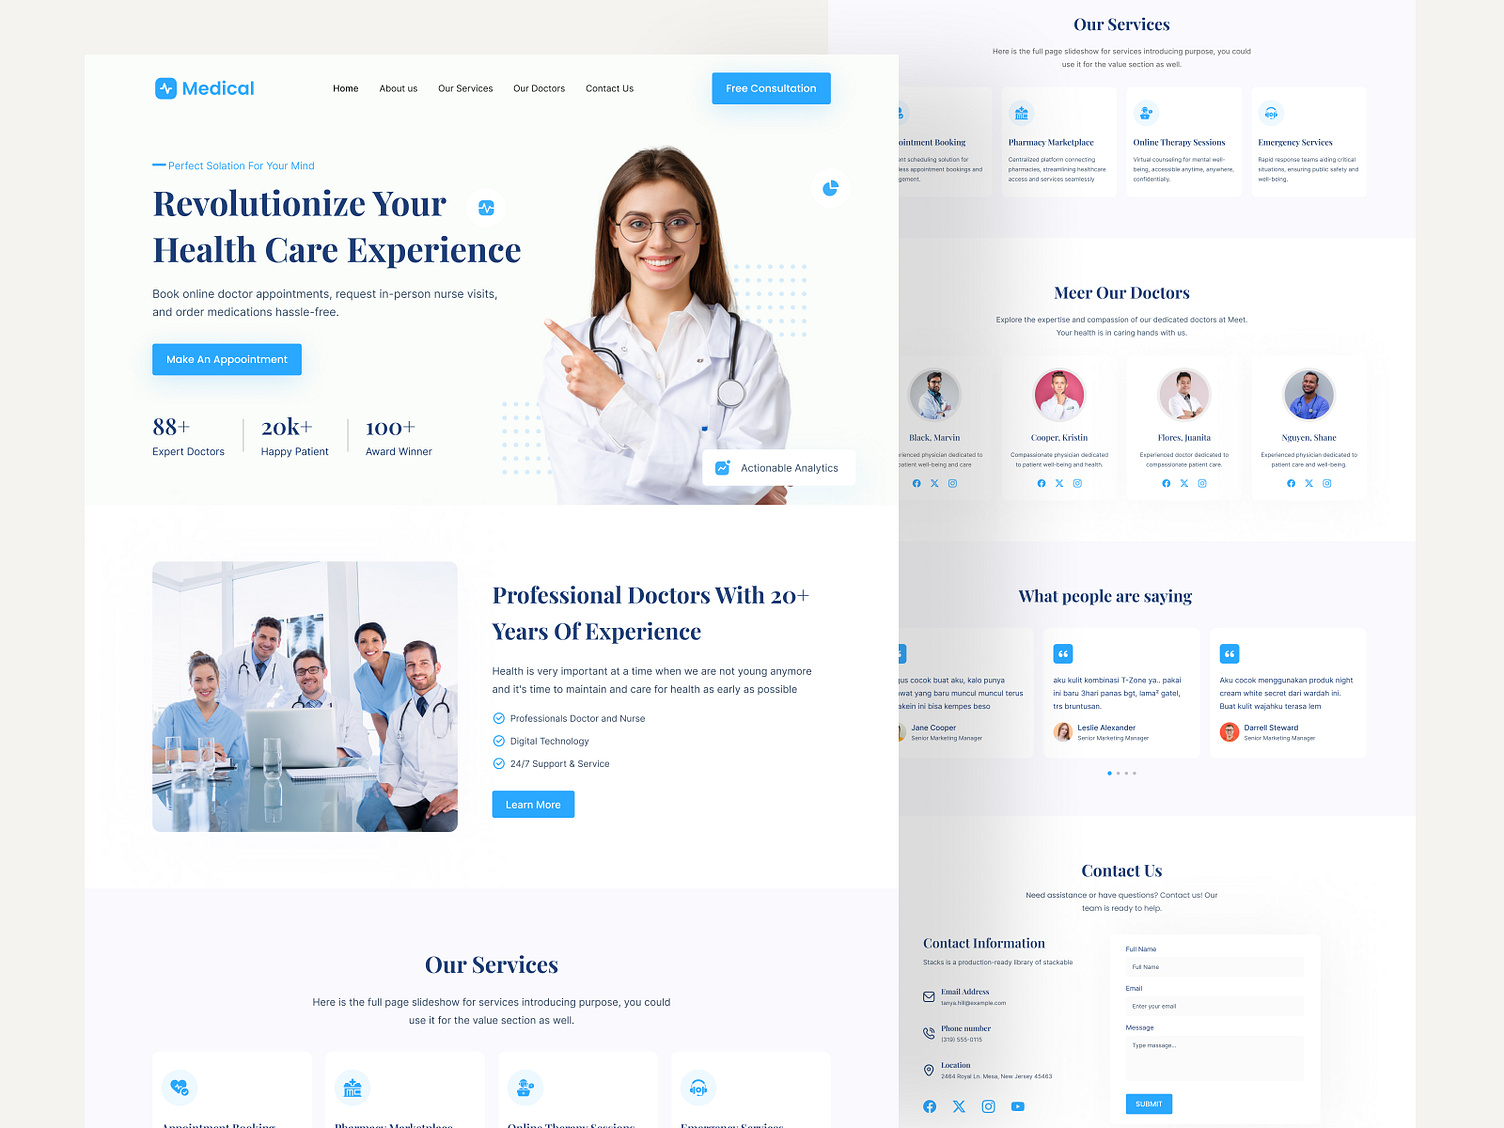 Medical
Home About us Our Services Our Doctors Contact Us
Free Consultation
Perfect Solation For Your Mind
Revolutionize Your
Health Care Experience
Book online doctor appointments, request in-person nurse visits,
and order medications hassle-free.
Make An Appoointment
88+ 20k+ 100+
Expert Doctors Happy Patient Award Winner
Actionable Analytics
Professional Doctors With 20+
Years Of Experience
Health is very important at a time when we are not young anymore
and it's time to maintain and care for health as early as possible
Professionals Doctor and Nurse
Digital Technology
24/7 Support & Service
Learn More
Our Services
Here is the full page slideshow for services introducing purpose, you could
use it for the value section as well.
Appointment Booking Pharmacy Marketplace Online Therapy Sessions Emergency Services
Our Services
Here is the full page slideshow for services introducing purpose, you could
use it for the value section as well.
ointment Booking
scheduling solution for
less appointment bookings and
gement.
Pharmacy Marketplace
Centralized platform connecting
pharmacies, streamlining healthcare
access and services seamlessly
Online Therapy Sessions
Virtual counseling for mental well-
being, accessible anytime, anywhere,
confidentially.
Emergency Services
Rapid response teams aiding critical
situations, ensuring public safety and
well-being.
Meer Our Doctors
Explore the expertise and compassion of our dedicated doctors at Meet.
Your health is in caring hands with us.
Black, Marvin
rienced physician dedicated to
patient well-being and care
Cooper, Kristin
Compassionate physician dedicated
to patient well-being and health.
Flores, Juanita
Experienced doctor dedicated to
compassionate patient care.
Nguyen, Shane
Experienced physician dedicated to
patient care and well-being.
What people are saying
gus cocok buat aku, kalo punya
wat yang baru muncul muncul terus
akein ini bisa kempes beso
Jane Cooper
Senior Marketing Manager
aku kulit kombinasi T-Zone ya.. pakai
ini baru 3hari panas bgt, lama² gatel,
trs bruntusan.
Leslie Alexander
Senior Marketing Manager
Aku cocok menggunakan produk night
cream white secret dari wardah ini.
Buat kulit wajahku terasa lem
Darrell Steward
Senior Marketing Manager
Contact Us
Need assistance or have questions? Contact us! Our
team is ready to help.
Contact Information
Stacks is a production-ready library of stackable
Email Address
tanya.hill@example.com
Phone number
(319) 555-0115
Location
2464 Royal Ln. Mesa, New Jersey 45463
Full Name
Full Name
Email
Enter your email
Message
Type massage...
SUBMIT